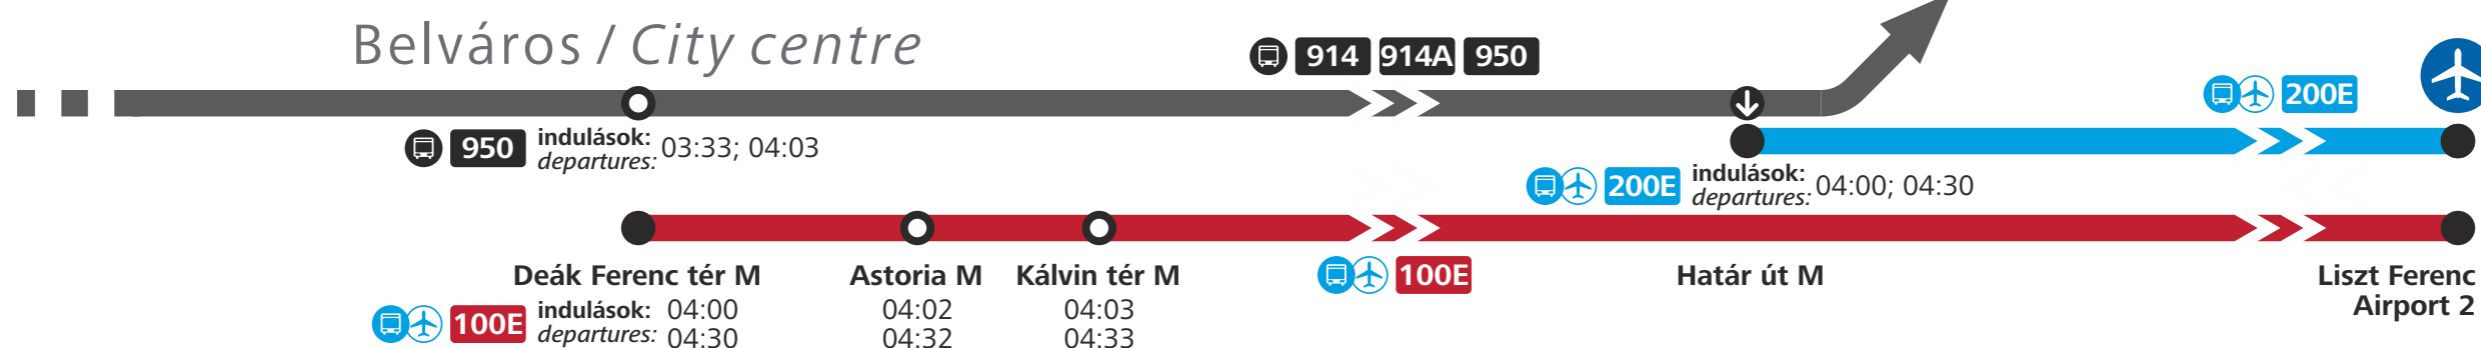 Belváros / City centre
914 914A 950
200E
950 indulások: departures: 03:33; 04:03
200E indulások: departures: 04:00; 04:30
Deák Ferenc tér M
Astoria M
Kálvin tér M
100E
Határ út M
Liszt Ferenc
Airport 2
100E indulások: departures: 04:00 04:02 04:03
04:30 04:32 04:33